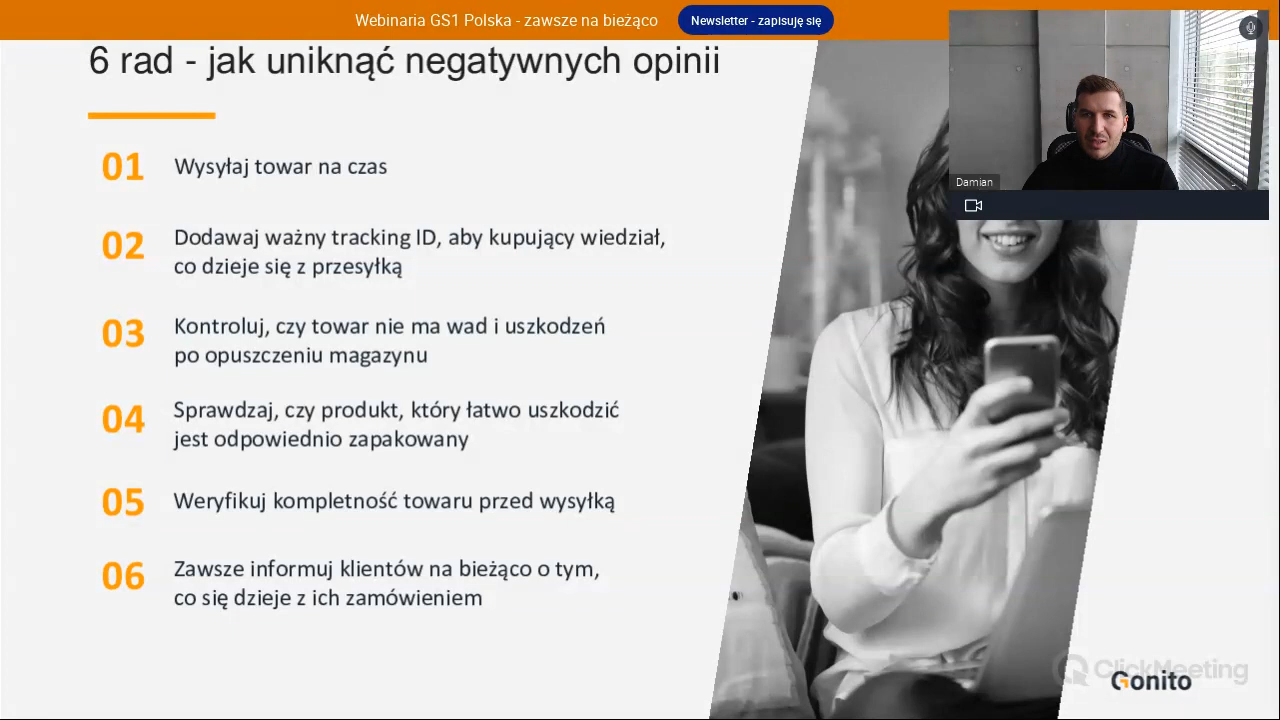 Webinaria GS1 Polska - zawsze na bieżąco
Newsletter - zapisuję się
6 rad - jak uniknąć negatywnych opinii
01 Wysyłaj towar na czas
02 Dodawaj ważny tracking ID, aby kupujący wiedział,
co dzieje się z przesyłką
03 Kontroluj, czy towar nie ma wad i uszkodzeń
po opuszczeniu magazynu
04 Sprawdzaj, czy produkt, który łatwo uszkodzić
jest odpowiednio zapakowany
05 Weryfikuj kompletność towaru przed wysyłką
06 Zawsze informuj klientów na bieżąco o tym,
co się dzieje z ich zamówieniem
Damian
ClickMeeting
Gonito